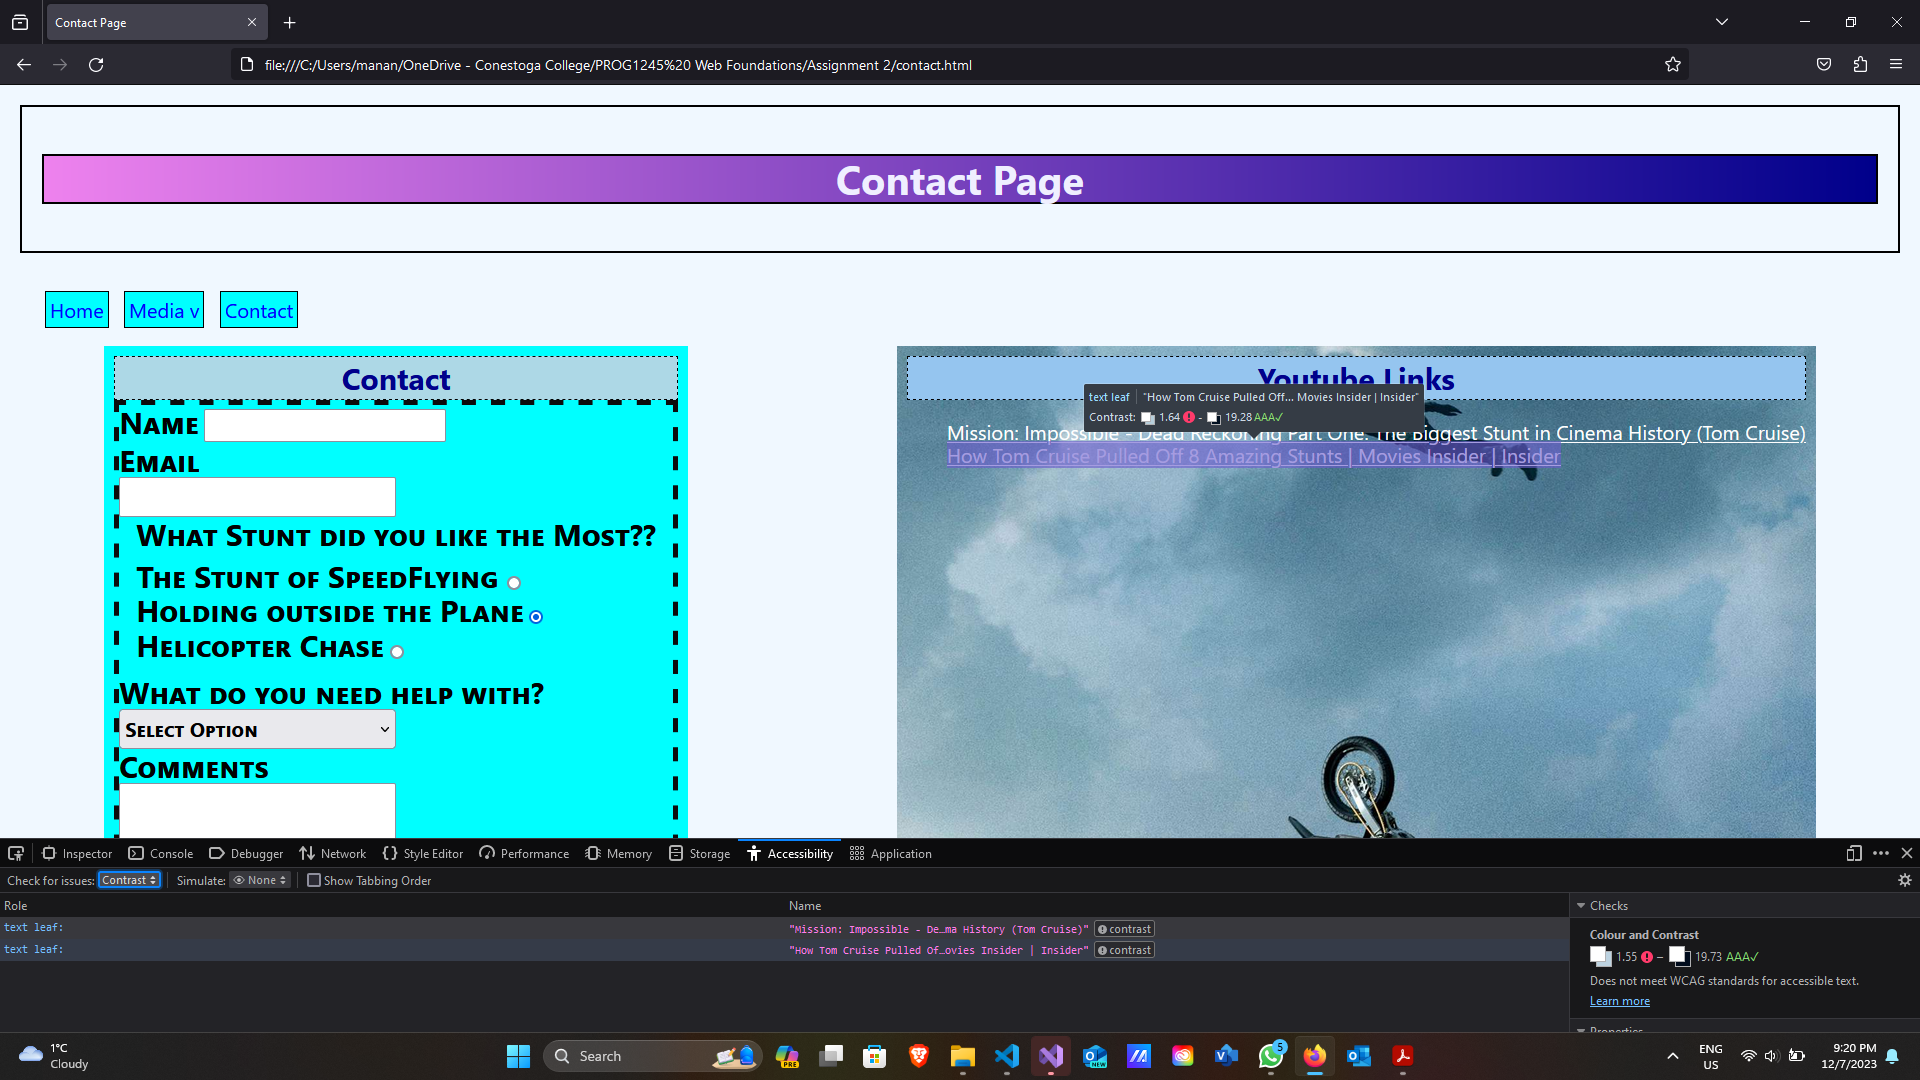 Contact Page
file:///C:/Users/manan/OneDrive - Conestoga College/PROG1245%20 Web Foundations/Assignment 2/contact.html
Contact Page
Home
Media v
Contact
Contact
Name
Email
What Stunt did you like the Most??
The Stunt of SpeedFlying
Holding outside the Plane
Helicopter Chase
What do you need help with?
Select Option
Comments
Youtube Links
text leaf "How Tom Cruise Pulled Off... Movies Insider | Insider"
Contrast: 1.64 - 19.28 AAA✓
Mission: Impossible - Dead Reckoning Part One: The Biggest Stunt in Cinema History (Tom Cruise)
How Tom Cruise Pulled Off 8 Amazing Stunts | Movies Insider | Insider
Inspector Console Debugger Network Style Editor Performance Memory Storage Accessibility Application
Check for issues: Contrast Simulate: None Show Tabbing Order
Role Name
text leaf: "Mission: Impossible - De…ma History (Tom Cruise)" contrast
text leaf: "How Tom Cruise Pulled Of…ovies Insider | Insider" contrast
Checks
Colour and Contrast
1.55 – 19.73 AAA✓
Does not meet WCAG standards for accessible text.
Learn more
Properties
1°C
Cloudy
Search
PRE
NEW
5
ENG
US
9:20 PM
12/7/2023